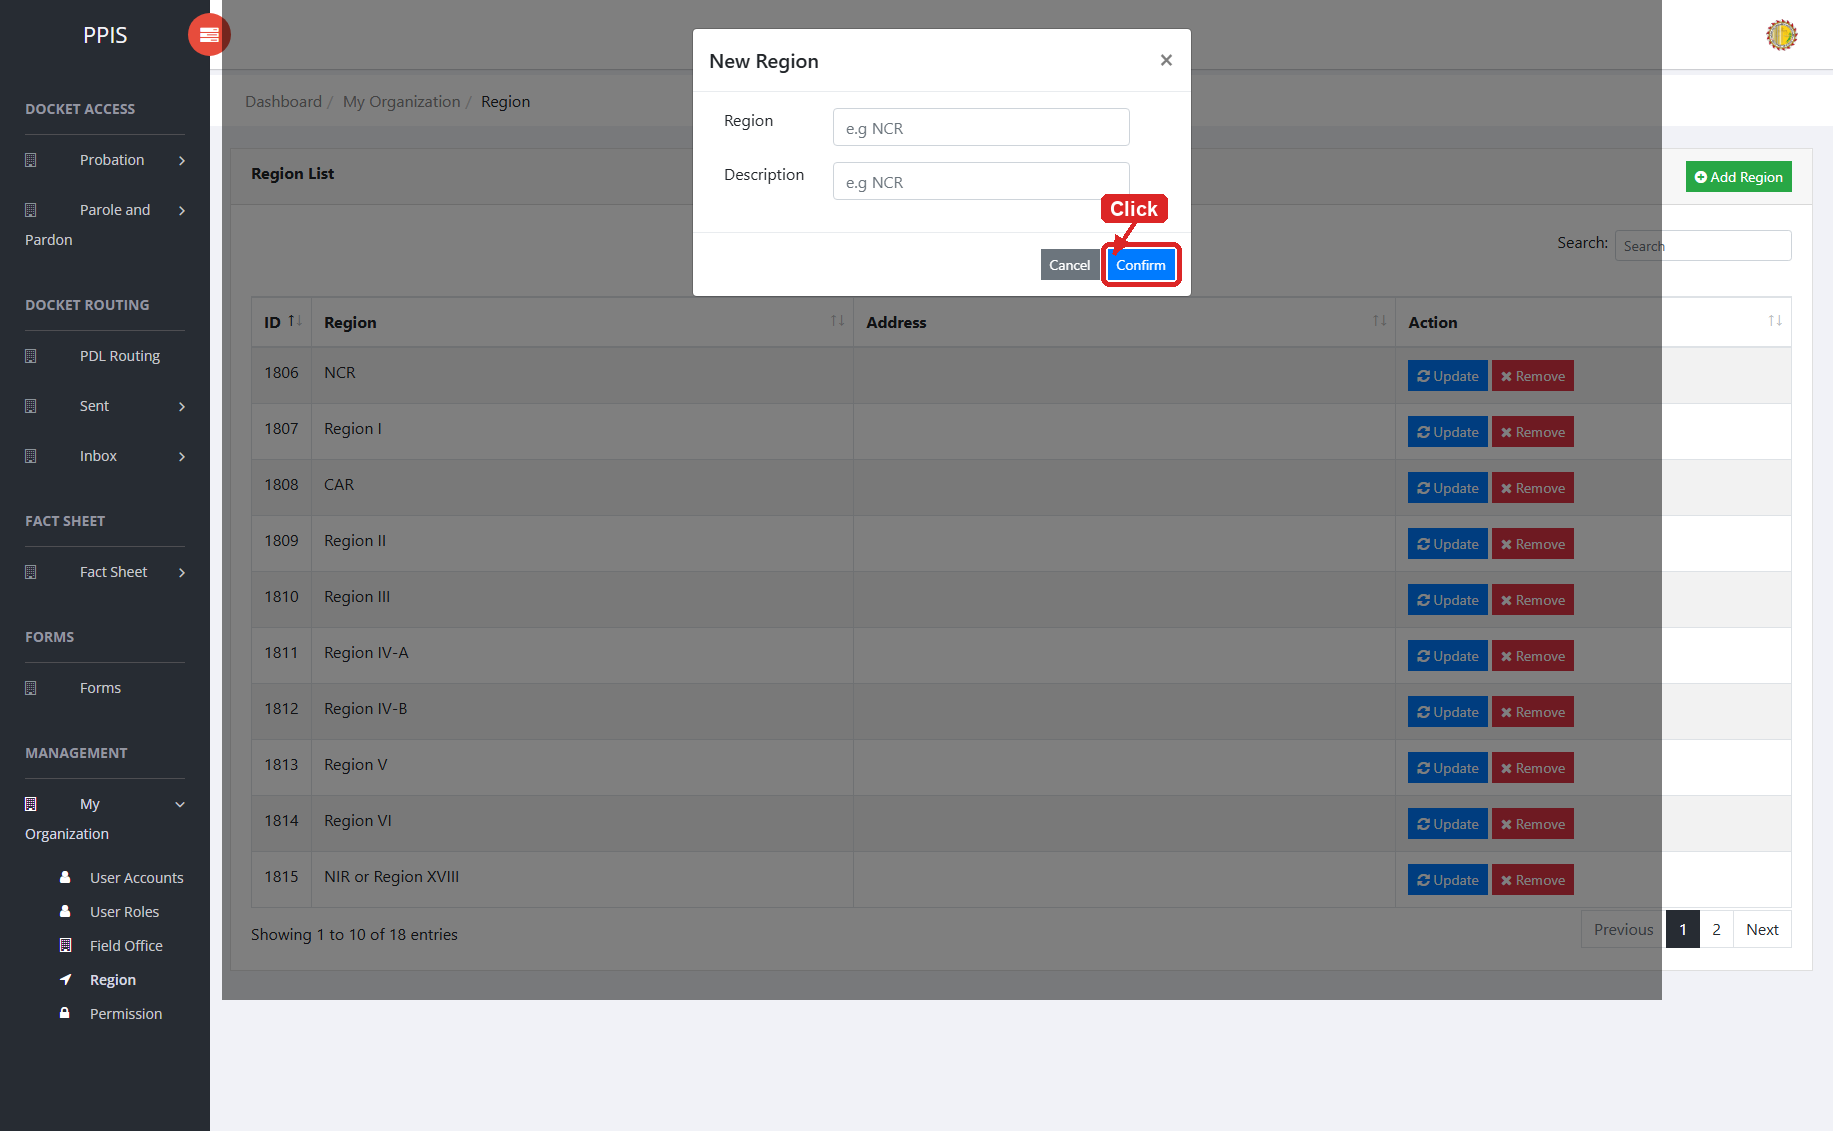 PPIS
DOCKET ACCESS
Probation
Parole and
Pardon
DOCKET ROUTING
PDL Routing
Sent
Inbox
FACT SHEET
Fact Sheet
FORMS
Forms
MANAGEMENT
My
Organization
User Accounts
User Roles
Field Office
Region
Permission
Dashboard / My Organization / Region
New Region ×
Region e.g NCR
Description e.g NCR
Click
Cancel Confirm
Region List
Add Region
Search: Search
ID Region Address Action
1806 NCR Update Remove
1807 Region I Update Remove
1808 CAR Update Remove
1809 Region II Update Remove
1810 Region III Update Remove
1811 Region IV-A Update Remove
1812 Region IV-B Update Remove
1813 Region V Update Remove
1814 Region VI Update Remove
1815 NIR or Region XVIII Update Remove
Showing 1 to 10 of 18 entries
Previous 1 2 Next